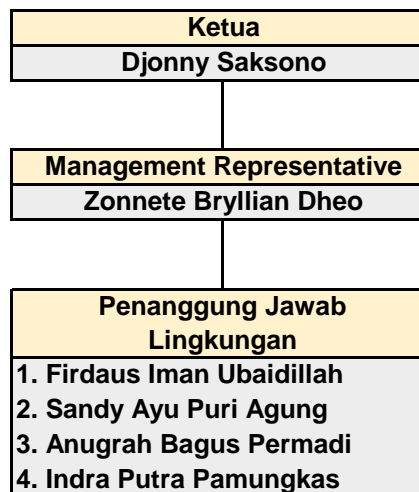 Ketua
Djonny Saksono
Management Representative
Zonnete Bryllian Dheo
Penanggung Jawab
Lingkungan
1. Firdaus Iman Ubaidillah
2. Sandy Ayu Puri Agung
3. Anugrah Bagus Permadi
4. Indra Putra Pamungkas